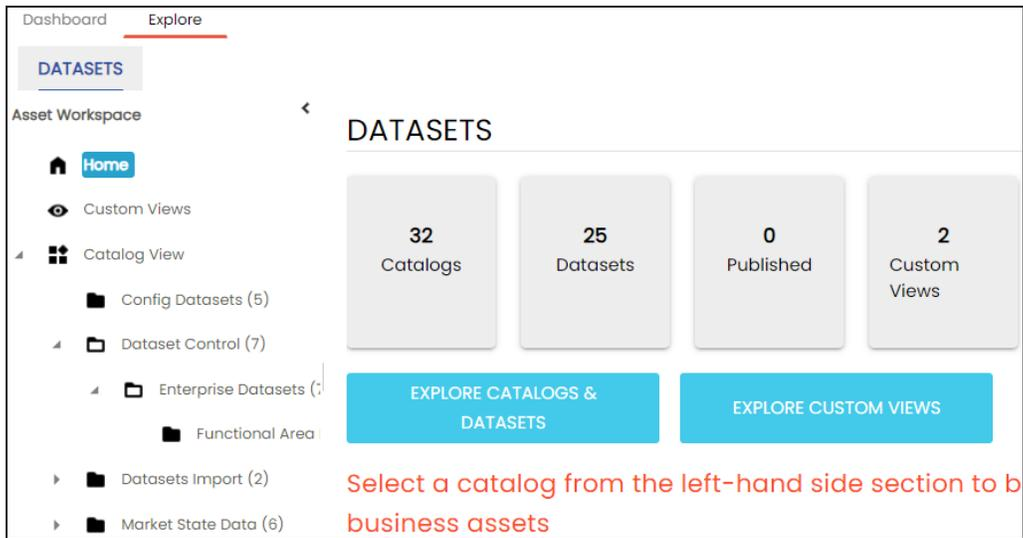 Dashboard Explore
DATASETS
Asset Workspace
Home
Custom Views
Catalog View
Config Datasets (5)
Dataset Control (7)
Enterprise Datasets (7
Functional Area
Datasets Import (2)
Market State Data (6)
DATASETS
32
Catalogs
25
Datasets
0
Published
2
Custom
Views
EXPLORE CATALOGS &
DATASETS
EXPLORE CUSTOM VIEWS
Select a catalog from the left-hand side section to b
business assets